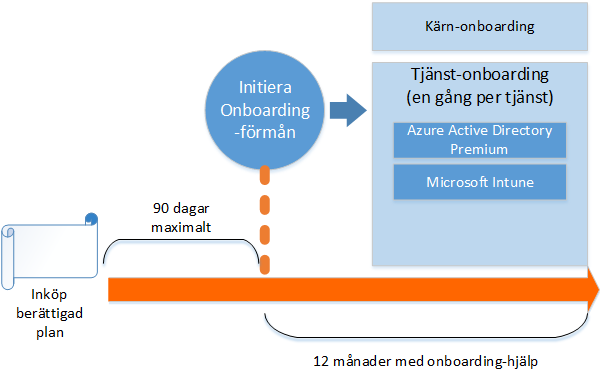 Kärn-onboarding
Initiera
Onboarding
-förmån
Tjänst-onboarding
(en gång per tjänst)
Azure Active Directory
Premium
Microsoft Intune
90 dagar
maximalt
Inköp
berättigad
plan
12 månader med onboarding-hjälp